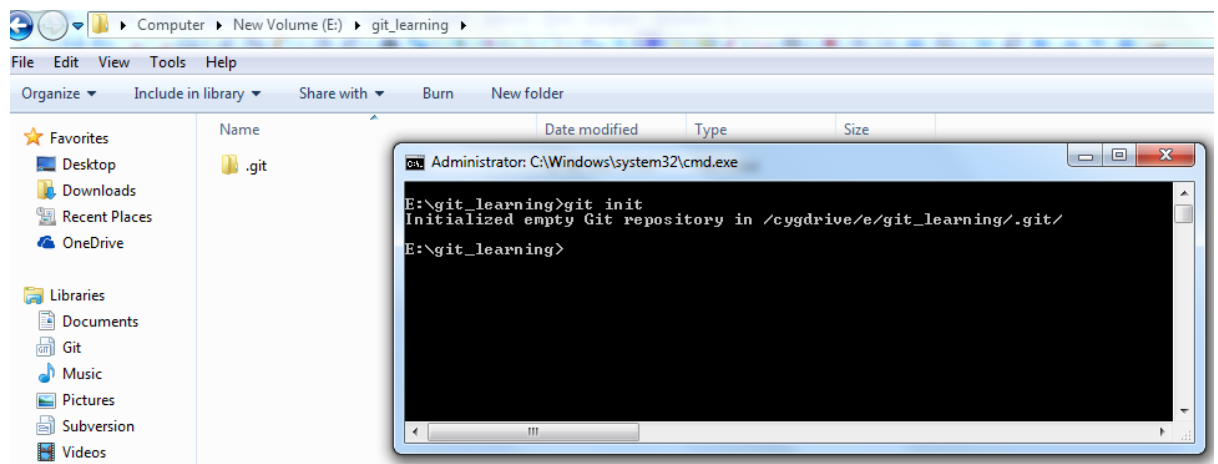 Computer ▸ New Volume (E:) ▸ git_learning ▸
File Edit View Tools Help
Organize ▾ Include in library ▾ Share with ▾ Burn New folder
Favorites
Desktop
Downloads
Recent Places
OneDrive
Libraries
Documents
Git
Music
Pictures
Subversion
Videos
Name Date modified Type Size
.git
Administrator: C:\Windows\system32\cmd.exe
E:\git_learning>git init
Initialized empty Git repository in /cygdrive/e/git_learning/.git/
E:\git_learning>